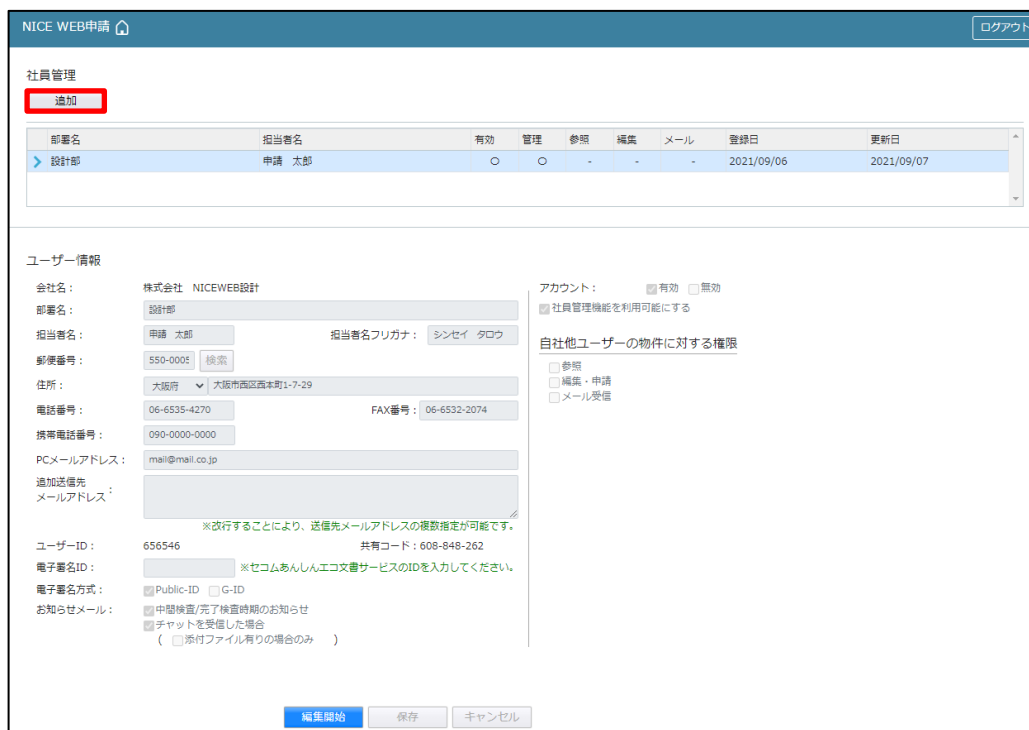 NICE WEB申請 ログアウト
社員管理
追加
部署名 担当者名 有効 管理 参照 編集 メール 登録日 更新日
設計部 申請 太郎 ○ ○ - - - 2021/09/06 2021/09/07
ユーザー情報
会社名： 株式会社 NICEWEB設計
部署名： 設計部
担当者名： 申請 太郎 担当者名フリガナ： シンセイ タロウ
郵便番号： 550-0005 検索
住所： 大阪府 大阪市西区西本町1-7-29
電話番号： 06-6535-4270 FAX番号： 06-6532-2074
携帯電話番号： 090-0000-0000
PCメールアドレス： mail@mail.co.jp
追加送信先
メールアドレス：
※改行することにより、送信先メールアドレスの複数指定が可能です。
ユーザーID： 656546 共有コード：608-848-262
電子署名ID： ※セコムあんしんエコ文書サービスのIDを入力してください。
電子署名方式： Public-ID G-ID
お知らせメール： 中間検査/完了検査時期のお知らせ
チャットを受信した場合
( 添付ファイル有りの場合のみ )
アカウント： 有効 無効
社員管理機能を利用可能にする
自社他ユーザーの物件に対する権限
参照
編集・申請
メール受信
編集開始 保存 キャンセル